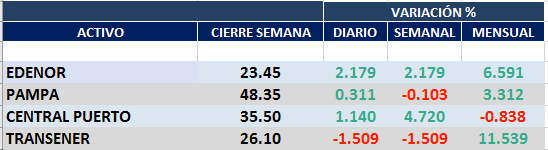 VARIACIÓN %
ACTIVO CIERRE SEMANA DIARIO SEMANAL MENSUAL
EDENOR 23.45 2.179 2.179 6.591
PAMPA 48.35 0.311 -0.103 3.312
CENTRAL PUERTO 35.50 1.140 4.720 -0.838
TRANSENER 26.10 -1.509 -1.509 11.539